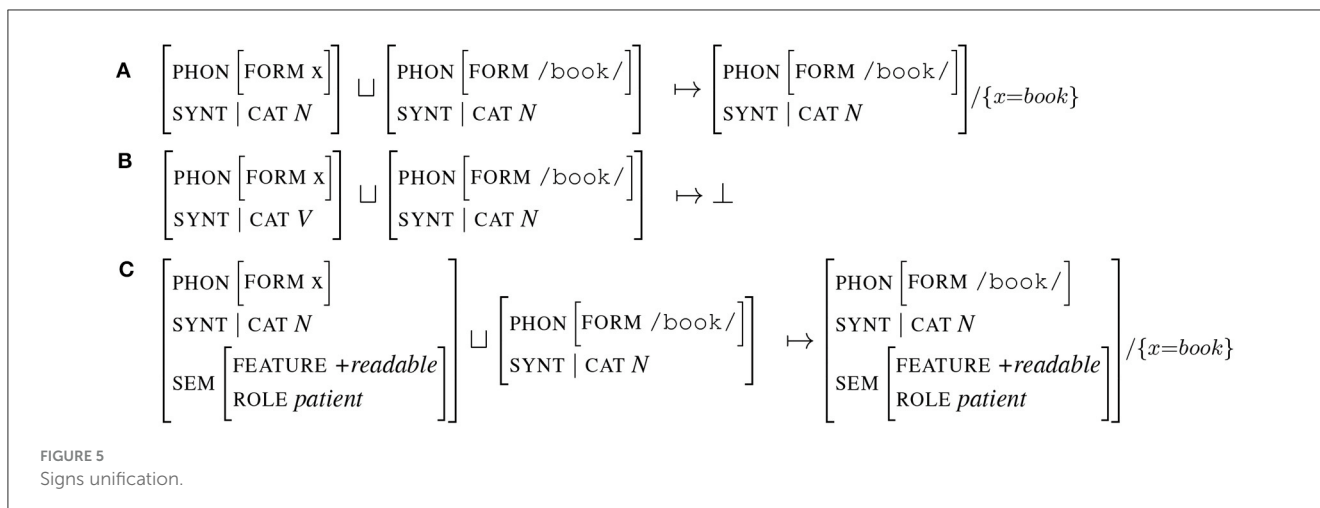 A [PHON [FORM x] SYNT | CAT N] ⊔ [PHON [FORM /book/] SYNT | CAT N] ↦ [PHON [FORM /book/] SYNT | CAT N] /{x=book}
B [PHON [FORM x] SYNT | CAT V] ⊔ [PHON [FORM /book/] SYNT | CAT N] ↦ ⊥
C [PHON [FORM x] SYNT | CAT N SEM [FEATURE +readable ROLE patient]] ⊔ [PHON [FORM /book/] SYNT | CAT N] ↦ [PHON [FORM /book/] SYNT | CAT N SEM [FEATURE +readable ROLE patient]] /{x=book}
FIGURE 5
Signs unification.